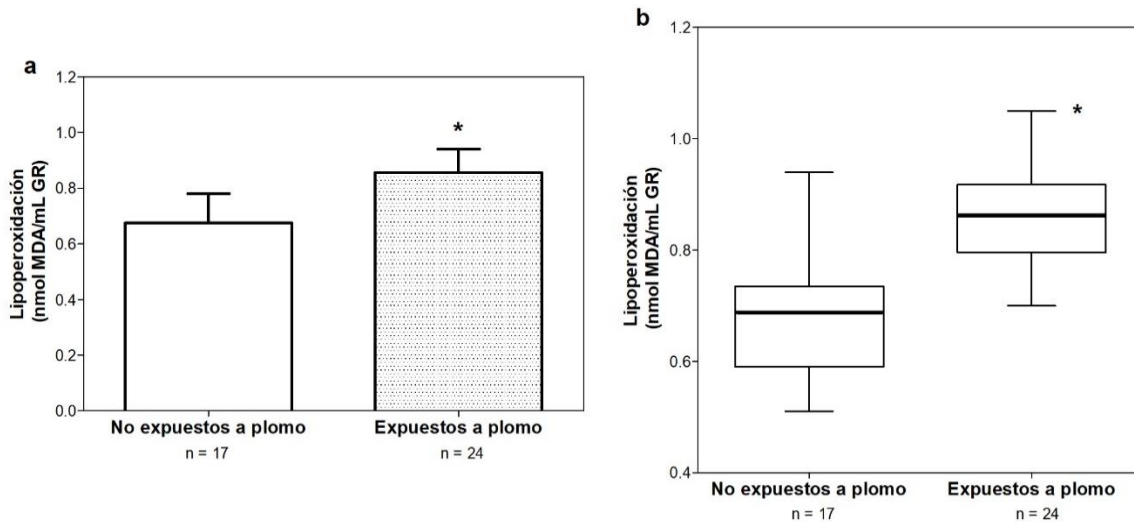 a
Lipoperoxidación
(nmol MDA/mL GR)
1.2
1.0
0.8
0.6
0.4
0.2
0.0
*
No expuestos a plomo
n = 17
Expuestos a plomo
n = 24
b
Lipoperoxidación
(nmol MDA/mL GR)
1.2
1.0
0.8
0.6
0.4
*
No expuestos a plomo
n = 17
Expuestos a plomo
n = 24